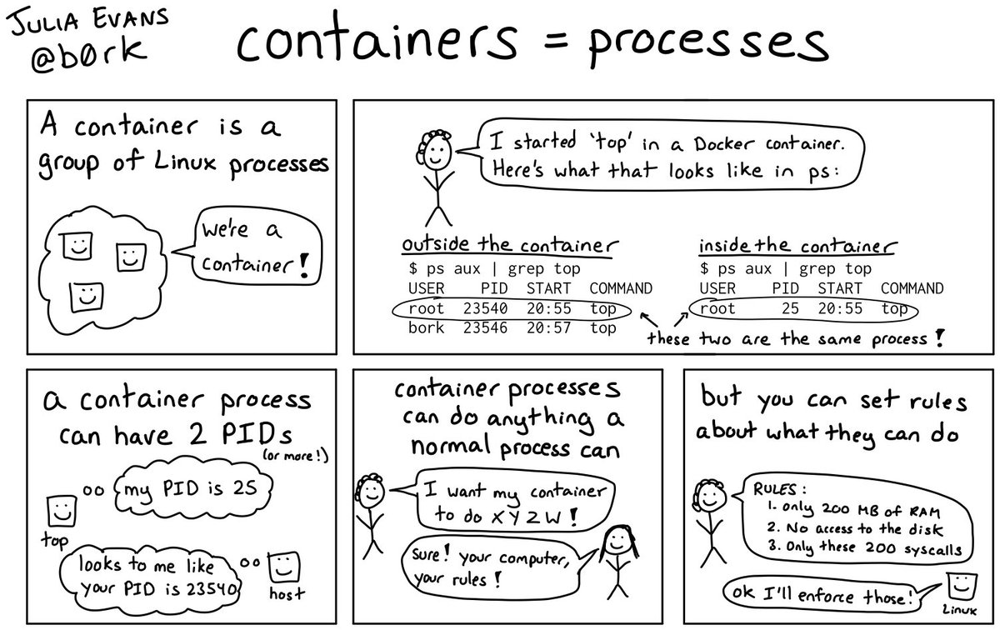 JULIA EVANS
@b0rk
containers = processes
A container is a
group of Linux processes
we're a
container!
I started 'top' in a Docker container.
Here's what that looks like in ps:
outside the container
$ ps aux | grep top
USER PID START COMMAND
root 23540 20:55 top
bork 23546 20:57 top
inside the container
$ ps aux | grep top
USER PID START COMMAND
root 25 20:55 top
these two are the same process!
a container process
can have 2 PIDs
(or more!)
my PID is 25
top
looks to me like
your PID is 23540
host
container processes
can do anything a
normal process can
I want my container
to do X Y Z W!
Sure! your computer,
your rules!
but you can set rules
about what they can do
RULES:
1. only 200 MB of RAM
2. No access to the disk
3. Only these 200 syscalls
ok I'll enforce those!
Linux